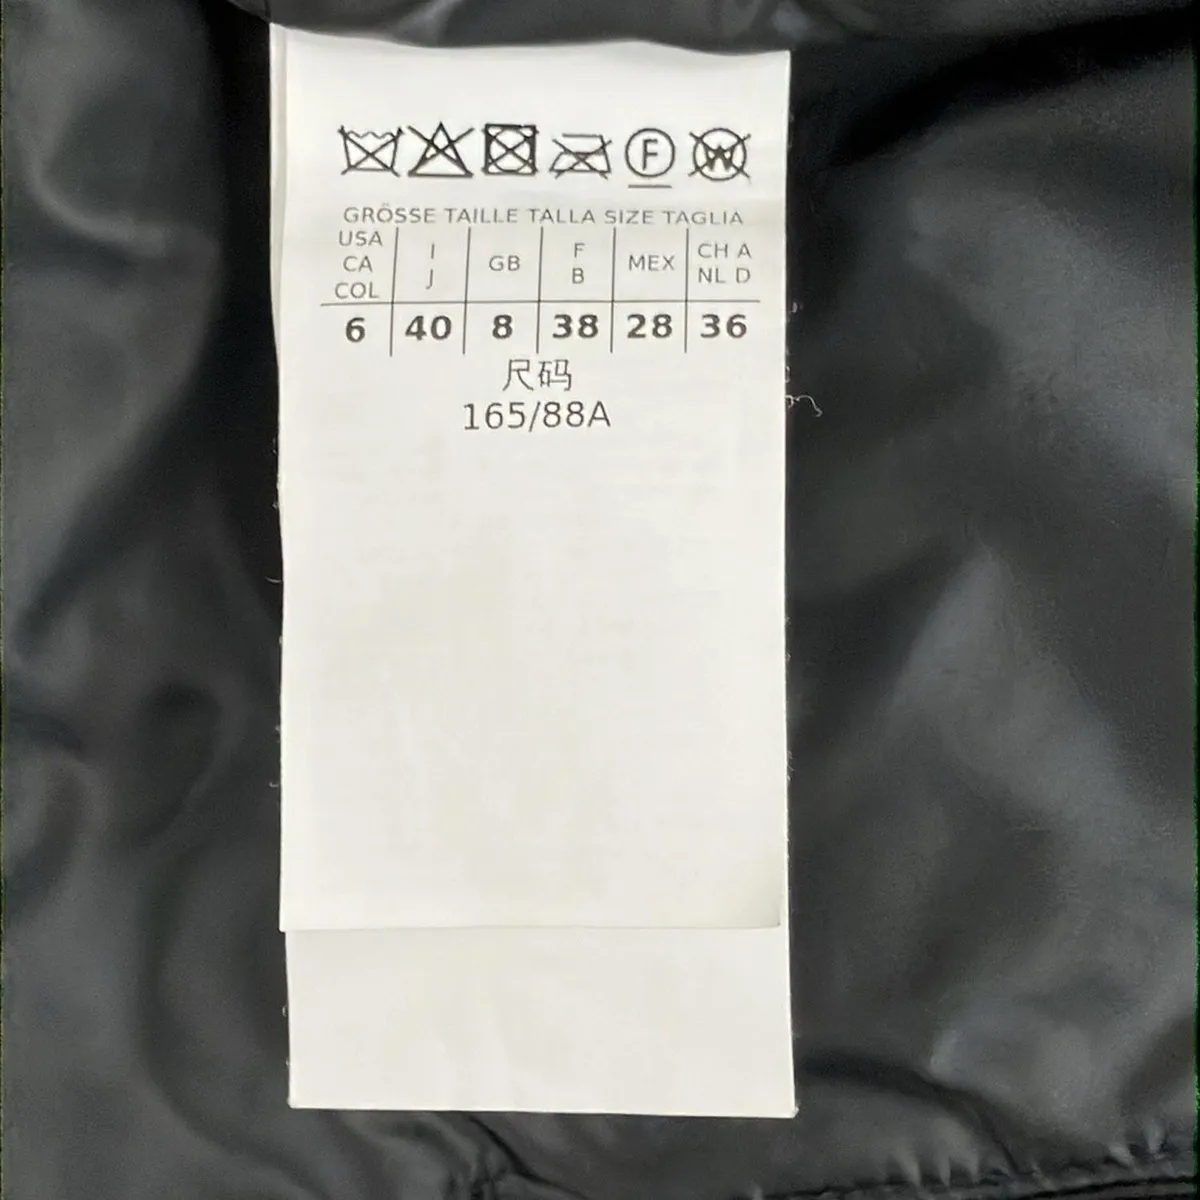 F W
GRÖSSE TAILLE TALLA SIZE TAGLIA
USA CA COL
I J
GB
F B
MEX
CH A NL D
6 40 8 38 28 36
尺码
165/88A